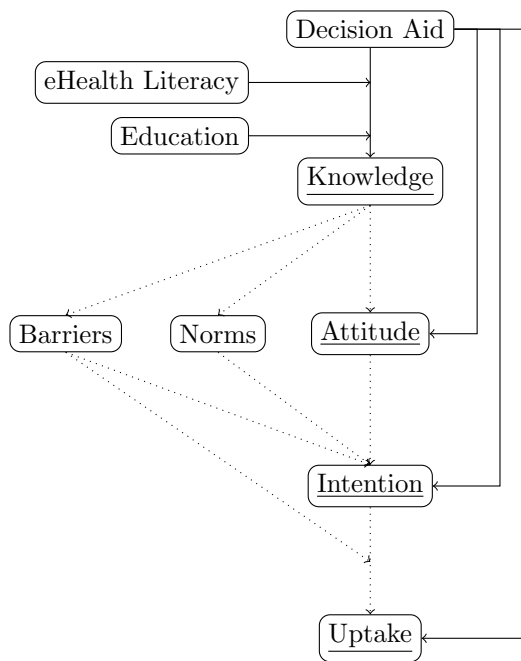 Decision Aid
eHealth Literacy
Education
Knowledge
Barriers
Norms
Attitude
Intention
Uptake